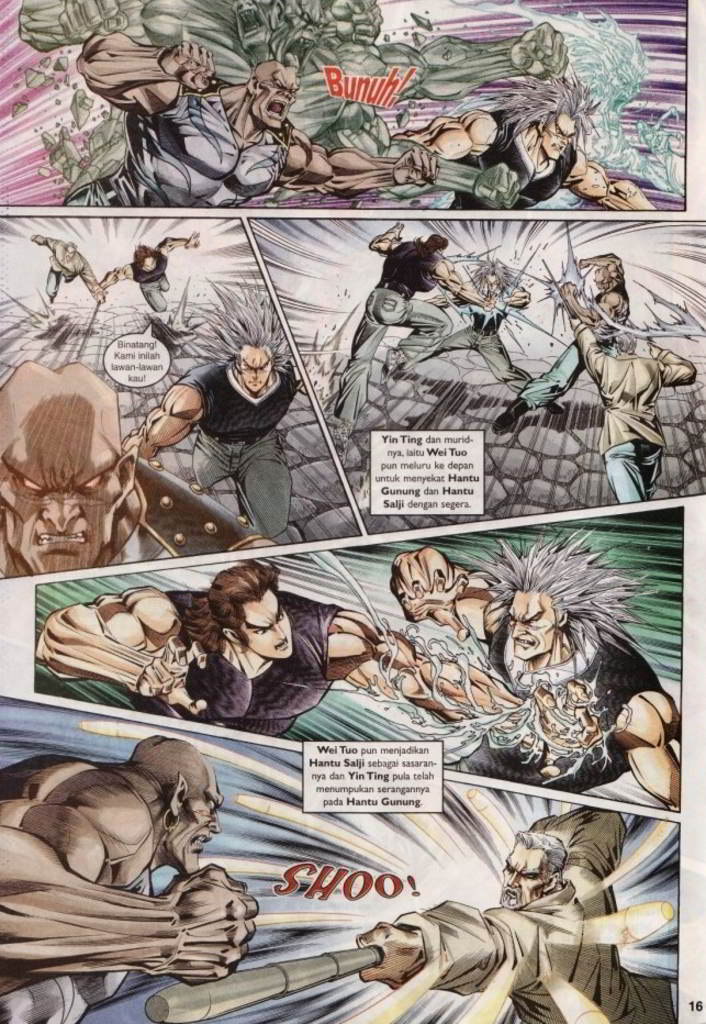 Bunuh!
Binatang!
Kami inilah
lawan-lawan
kau!
Yin Ting dan murid-
nya, iaitu Wei Tuo
pun meluru ke depan
untuk menyekat Hantu
Gunung dan Hantu
Salji dengan segera.
Wei Tuo pun menjadikan
Hantu Salji sebagai sasaran-
nya dan Yin Ting pula telah
menumpukan serangannya
pada Hantu Gunung.
SHOO!
16